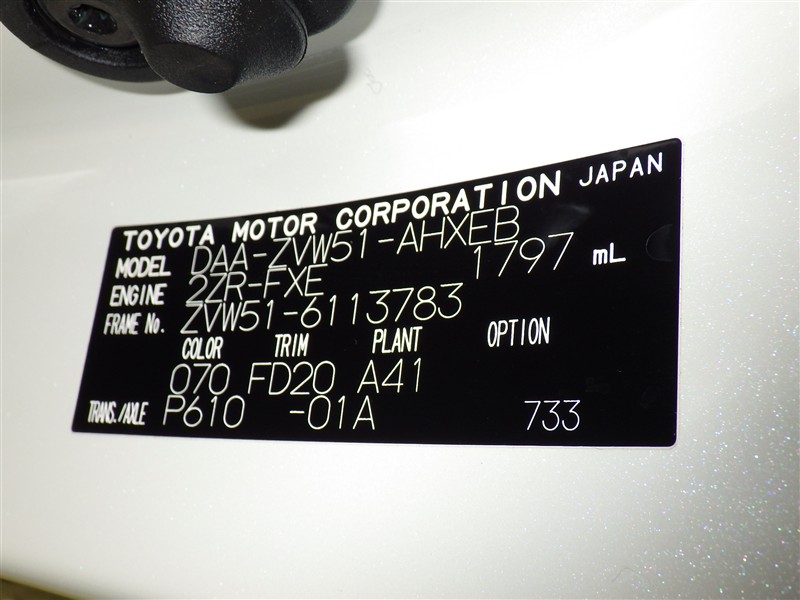 TOYOTA MOTOR CORPORATION JAPAN
MODEL DAA-ZVW51-AHXEB
ENGINE 2ZR-FXE 1797 mL
FRAME No. ZVW51-6113783
COLOR TRIM PLANT OPTION
070 FD20 A41
TRANS./AXLE P610 -01A 733